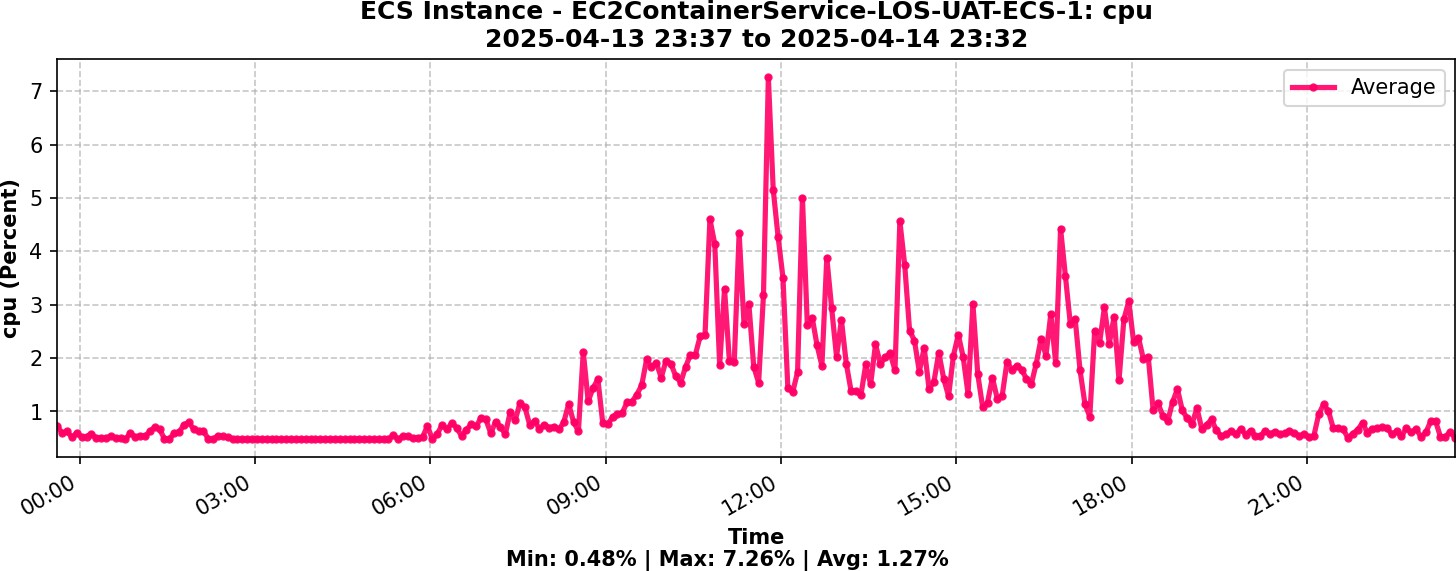 ECS Instance - EC2ContainerService-LOS-UAT-ECS-1: cpu
2025-04-13 23:37 to 2025-04-14 23:32
Average
7
6
5
4
3
2
1
cpu (Percent)
00:00 03:00 06:00 09:00 12:00 15:00 18:00 21:00
Time
Min: 0.48% | Max: 7.26% | Avg: 1.27%